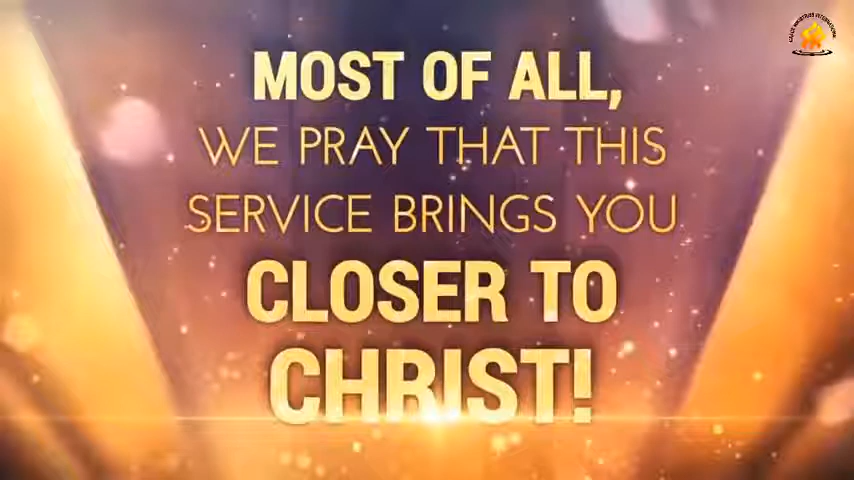 MOST OF ALL,
WE PRAY THAT THIS
SERVICE BRINGS YOU
CLOSER TO
CHRIST!